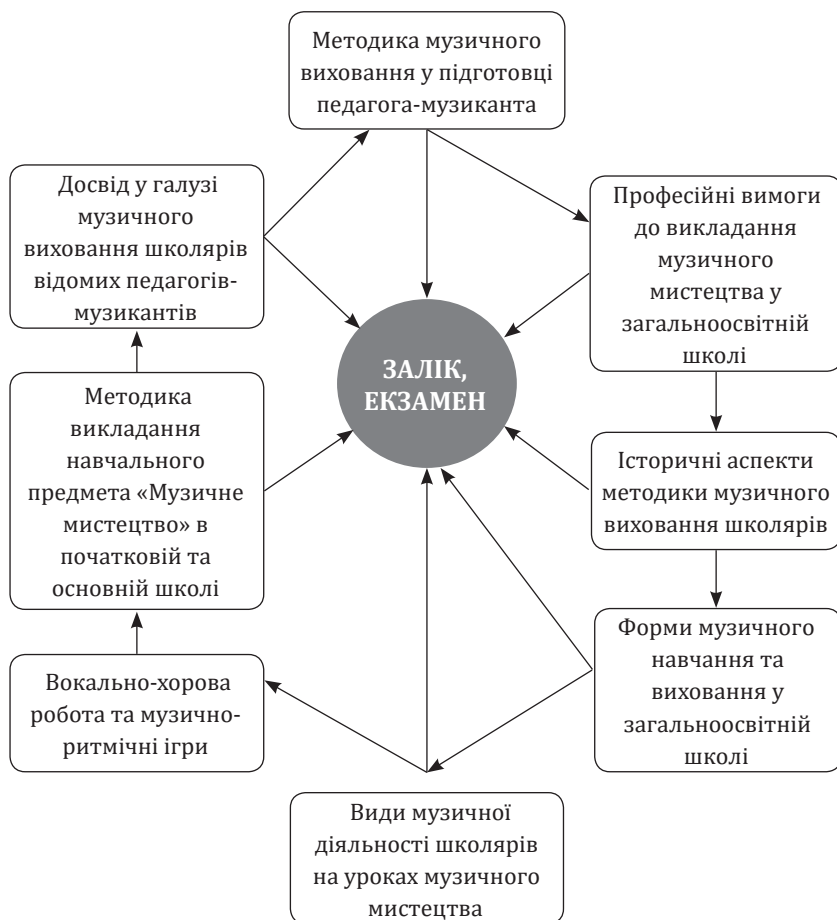 Методика музичного
виховання у підготовці
педагога-музиканта
Досвід у галузі
музичного
виховання школярів
відомих педагогів-
музикантів
Професійні вимоги
до викладання
музичного
мистецтва у
загальноосвітній
школі
ЗАЛІК,
ЕКЗАМЕН
Методика
викладання
навчального
предмета «Музичне
мистецтво» в
початковій та
основній школі
Історичні аспекти
методики музичного
виховання школярів
Форми музичного
навчання та
виховання у
загальноосвітній
школі
Вокально-хорова
робота та музично-
ритмічні ігри
Види музичної
діяльності школярів
на уроках музичного
мистецтва